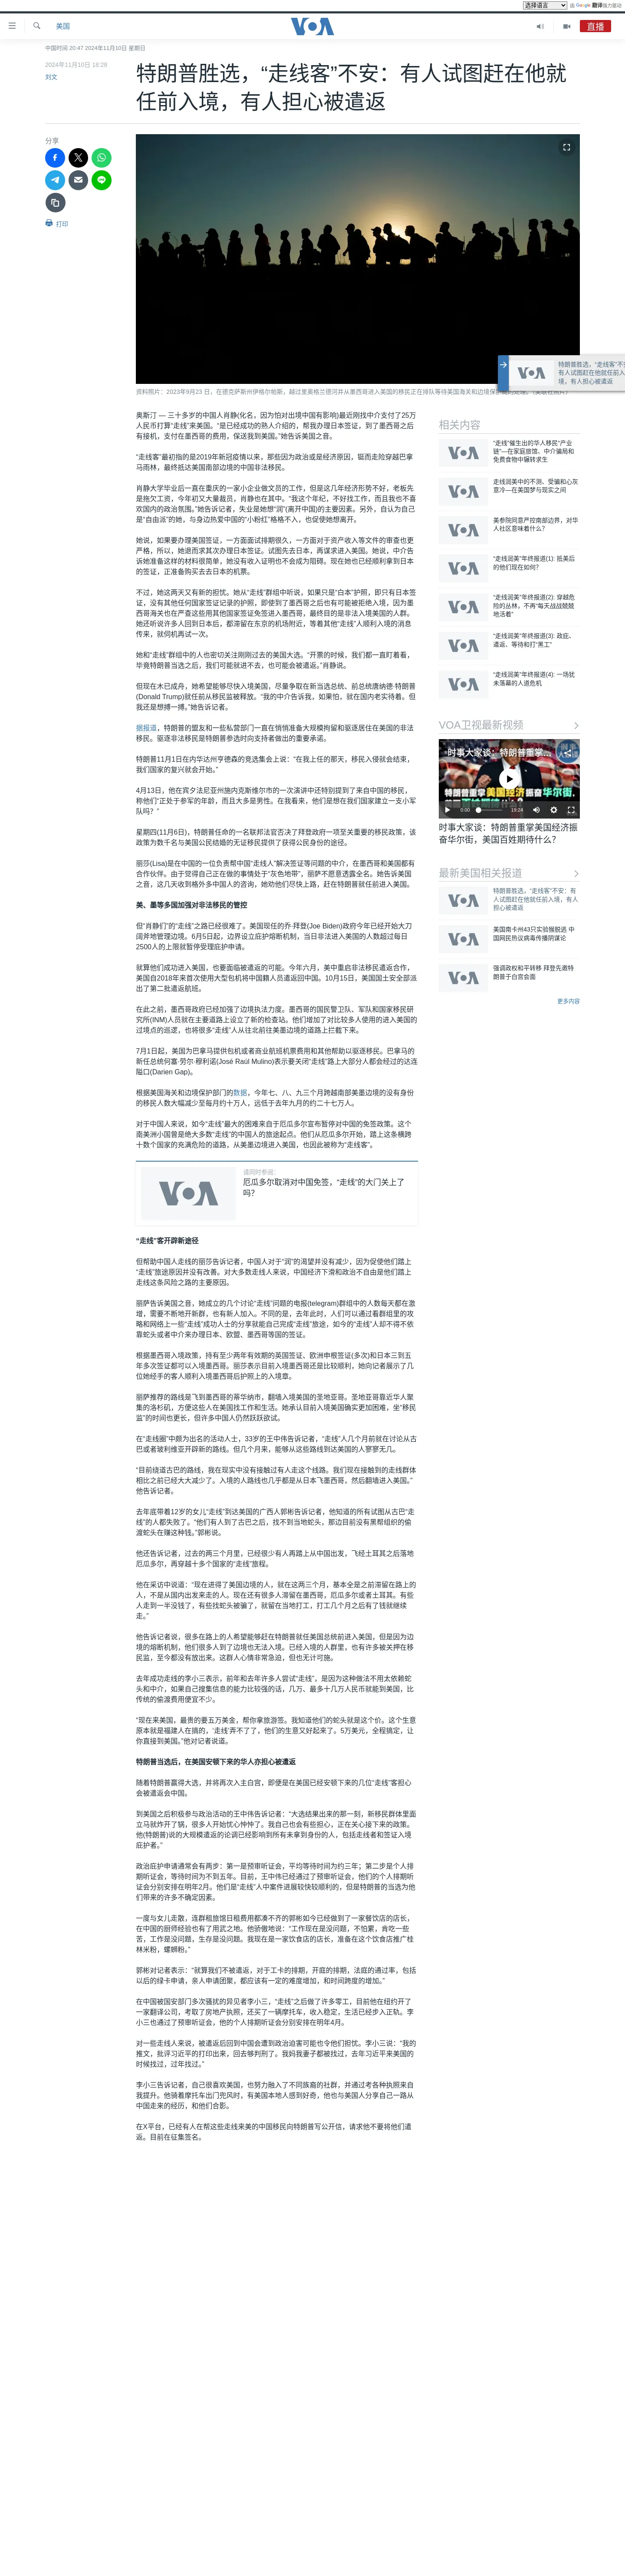 选择语言
由 Google 翻译强力驱动
美国
VOA
直播
中国时间 20:47 2024年11月10日 星期日
2024年11月10日 18:28
刘文
特朗普胜选，“走线客”不安：有人试图赶在他就
任前入境，有人担心被遣返
分享
打印
资料照片：2023年9月23 日，在德克萨斯州伊格尔帕斯，越过里奥格兰德河并从墨西哥进入美国的移民正在排队等待美国海关和边境保
特朗普胜选，“走线客”不安
有人试图赶在他就任前入
境，有人担心被遣返
奥斯汀 — 三十多岁的中国人肖静(化名，因为怕对出境中国有影响)最近刚找中介支付了25万
人民币打算“走线”来美国。“是已经成功的熟人介绍的，帮我办理日本签证，到了墨西哥之后
有接机，支付在墨西哥的费用，保送我到美国。”她告诉美国之音。
“走线客”最初指的是2019年新冠疫情以来，那些因为政治或是经济原因，铤而走险穿越巴拿
马雨林，最终抵达美国南部边境的中国非法移民。
肖静大学毕业后一直在重庆的一家小企业做文员的工作，但是这几年经济形势不好，老板先
是拖欠工资，今年初又大量裁员，肖静也在其中。“我这个年纪，不好找工作，而且我也不喜
欢国内的政治氛围。”她告诉记者，失业是她想“润”(离开中国)的主要因素。另外，自认为自己
是“自由派”的她，与身边热爱中国的“小粉红”格格不入，也促使她想离开。
她说，如果要办理美国签证，一方面面试排期很久，一方面对于资产收入等文件的审查也更
严格，所以，她退而求其次办理日本签证。试图先去日本，再谋求进入美国。她说，中介告
诉她准备这样的材料很简单，她没有收入证明也不会成为阻碍。现在她也已经顺利拿到日本
的签证，正准备购买去去日本的机票。
不过，她这两天又有新的担忧。她从“走线”群组中听说，如果只是“白本”护照，即只有日本签
证，没有其他任何国家签证记录的护照，即使到了墨西哥之后也有可能被拒绝入境，因为墨
西哥海关也在严查这些用其他国家签证免签进入墨西哥，最终目的是非法入境美国的人群。
她还听说许多人回到日本后，都滞留在东京的机场附近，等着其他“走线”人顺利入境的消息
传来，就伺机再试一次。
她和“走线”群组中的人也密切关注刚刚过去的美国大选。“开票的时候，我们都一直盯着看，
毕竟特朗普当选之后，我们可能就进不去，也可能会被遣返。”肖静说。
但现在木已成舟，她希望能够尽快入境美国，尽量争取在新当选总统、前总统唐纳德·特朗普
(Donald Trump)就任前从移民监被释放。“我的中介告诉我，如果我，就怕在国内老实待着。但
我还是想搏一搏。”她告诉记者。
据报道，特朗普的盟友和一些私营部门一直在悄悄准备大规模拘留和驱逐居住在美国的非法
移民。驱逐非法移民是特朗普参选时向支持者做出的重要承诺。
特朗普11月1日在内华达州亨德森的竞选集会上说：“在我上任的那天，移民入侵就会结束，
我们国家的复兴就会开始。”
4月13日，他在宾夕法尼亚州施内克斯维尔市的一次演讲中还特别提到了来自中国的移民，
称他们“正处于参军的年龄，而且大多是男性。在我看来，他们是想在我们国家建立一支小军
队吗？”
星期四(11月6日)，特朗普任命的一名联邦法官否决了拜登政府一项至关重要的移民政策，该
政策为数千名与美国公民结婚的无证移民提供了获得公民身份的途径。
丽莎(Lisa)是在中国的一位负责帮中国“走线人”解决签证等问题的中介，在墨西哥和美国都有
合作伙伴。由于觉得自己正在做的事情处于“灰色地带”，丽萨不愿意透露全名。她告诉美国
之音，这几天收到格外多中国人的咨询，她劝他们尽快上路，赶在特朗普就任前进入美国。
美、墨等多国加强对非法移民的管控
但“肖静们”的“走线”之路已经很难了。美国现任的乔·拜登(Joe Biden)政府今年已经开始大刀
阔斧地管理边境。6月5日起，边界设立庇护熔断机制，当日非法进入美国的人数超过每日
2500人的上限就暂停受理庇护申请。
就算他们成功进入美国，也要面临被遣返的可能。今年六月，美中重启非法移民遣返合作，
美国自2018年来首次使用大型包机将中国籍人员遣返回中国。10月15日，美国国土安全部派
出了第二批遣返航班。
在此之前，墨西哥政府已经加强了边境执法力度。墨西哥的国民警卫队、军队和国家移民研
究所(INM)人员就在主要道路上设立了新的检查站。他们增加了对比较多人使用的进入美国的
过境点的巡逻，也将很多“走线”人从往北前往美墨边境的道路上拦截下来。
7月1日起，美国为巴拿马提供包机或者商业航班机票费用和其他帮助以驱逐移民。巴拿马的
新任总统何塞·劳尔·穆利诺(José Raúl Mulino)表示要关闭“走线”路上大部分人都会经过的达连
隘口(Darien Gap)。
根据美国海关和边境保护部门的数据，今年七、八、九三个月跨越南部美墨边境的没有身份
的移民人数大幅减少至每月约十万人，远低于去年九月的约二十七万人。
对于中国人来说，如今“走线”最大的困难来自于厄瓜多尔宣布暂停对中国的免签政策。这个
南美洲小国曾是绝大多数“走线”的中国人的旅途起点。他们从厄瓜多尔开始，踏上这条横跨
十数个国家的充满危险的道路，从美墨边境进入美国，也因此被称为“走线客”。
请同时参阅：
厄瓜多尔取消对中国免签，“走线”的大门关上了
吗？
“走线”客开辟新途径
但帮助中国人走线的丽莎告诉记者，中国人对于“润”的渴望并没有减少，因为促使他们踏上
“走线”旅途原因并没有改善。对大多数走线人来说，中国经济下滑和政治不自由是他们踏上
走线这条风险之路的主要原因。
丽萨告诉美国之音，她成立的几个讨论“走线”问题的电报(telegram)群组中的人数每天都在激
增，需要不断地开新群，也有新人加入。不同的是，去年此时，人们可以通过看群组里的攻
略和网络上一些“走线”成功人士的分享就能自己完成“走线”旅途，如今的“走线”人却不得不依
靠蛇头或者中介来办理日本、欧盟、墨西哥等国的签证。
根据墨西哥入境政策，持有至少两年有效期的英国签证、欧洲申根签证(多次)和日本三到五
年多次签证都可以入境墨西哥。丽莎表示目前入境墨西哥还是比较顺利，她向记者展示了几
位她经手的客人顺利入境墨西哥后护照上的入境章。
丽萨推荐的路线是飞到墨西哥的蒂华纳市，翻墙入境美国的圣地亚哥。圣地亚哥靠近华人聚
集的洛杉矶，方便这些人在美国找工作和生活。她承认目前入境美国确实更加困难，坐“移民
监”的时间也更长，但许多中国人仍然跃跃欲试。
在“走线圈”中颇为出名的活动人士，33岁的王中伟告诉记者，“走线”人几个月前就在讨论从古
巴或者玻利维亚开辟新的路线。但几个月来，能够从这些路线到达美国的人寥寥无几。
“目前绕道古巴的路线，我在现实中没有接触过有人走这个线路。我们现在接触到的走线群体
相比之前已经大大减少了。入境的人路线也几乎都是从日本飞墨西哥，然后翻墙进入美国。”
他告诉记者。
去年底带着12岁的女儿“走线”到达美国的广西人郭彬告诉记者，他知道的所有试图从古巴“走
线”的人都失败了。“他们有人到了古巴之后，找不到当地蛇头，那边目前没有黑帮组织的偷
渡蛇头在赚这种钱。”郭彬说。
他还告诉记者，过去的两三个月里，已经很少有人再踏上从中国出发，飞经土耳其之后落地
厄瓜多尔，再穿越十多个国家的“走线”旅程。
他在采访中说道：“现在进得了美国边境的人，就在这两三个月，基本全是之前滞留在路上的
人，不是从国内出发来走的人。现在还有很多人滞留在墨西哥，厄瓜多尔或者土耳其。有些
人走到一半没钱了，有些找蛇头被骗了，就留在当地打工，打工几个月之后有了钱就继续
走。”
他告诉记者说，很多在路上的人希望能够赶在特朗普就任美国总统前进入美国，但是因为边
境的熔断机制，他们很多人到了边境也无法入境。已经入境的人群里，也有许多被关押在移
民监，至今都没有放出来。这群人心情非常急迫，但也无计可施。
去年成功走线的李小三表示，前年和去年许多人尝试“走线”，是因为这种做法不用太依赖蛇
头和中介，如果自己搜集信息的能力比较强的话，几万、最多十几万人民币就能到美国，比
传统的偷渡费用便宜不少。
“现在来美国，最贵的要五万美金，帮你拿旅游签。我知道他们的蛇头就是这个价。这个生意
原本就是福建人在搞的，‘走线’弄不了了，他们的生意又好起来了。5万美元，全程搞定，让
你直接到美国。”他对记者说道。
特朗普当选后，在美国安顿下来的华人亦担心被遣返
随着特朗普赢得大选，并将再次入主白宫，即便是在美国已经安顿下来的几位“走线”客担心
会被遣返会中国。
到美国之后积极参与政治活动的王中伟告诉记者：“大选结果出来的那一刻，新移民群体里面
立马就炸开了锅，很多人开始忧心忡忡了。我自己也会有些担心，正在关心接下来的政策。
他(特朗普)说的大规模遣返的论调已经影响到所有未拿到身份的人，包括走线者和签证入境
庇护者。”
政治庇护申请通常会有两步：第一是预审听证会，平均等待时间为约三年；第二步是个人排
期听证会，等待时间为不到五年。目前，王中伟已经通过了预审听证会，他们的个人排期听
证会分别安排在明年2月。他们是“走线”人中案件进展较快较顺利的，但是特朗普的当选为他
们带来的许多不确定因素。
一度与女儿走散，连群租旅馆日租费用都凑不齐的郭彬如今已经做到了一家餐饮店的店长，
在中国的厨师经验也有了用武之地。他骄傲地说：“工作现在是没问题，不怕累，肯吃一些
苦，工作是没问题，生存是没问题。我现在是一家饮食店的店长，准备在这个饮食店推广桂
林米粉，螺蛳粉。”
郭彬对记者表示：“就算我们不被遣返，对于工卡的排期，开庭的排期，法庭的通过率，包括
以后的绿卡申请，亲人申请团聚，都应该有一定的难度增加，和时间跨度的增加。”
在中国被国安部门多次骚扰的异见者李小三，“走线”之后做了许多零工，目前他在纽约开了
一家翻译公司，考取了房地产执照，还买了一辆摩托车，收入稳定，生活已经步入正轨。李
小三也通过了预审听证会，他的个人排期听证会分别安排在明年4月。
对一些走线人来说，被遣返后回到中国会遭到政治迫害可能也令他们担忧。李小三说：“我的
推文，批评习近平的打印出来，回去够判刑了。我妈我妻子都被找过，去年习近平来美国的
时候找过，过年找过。”
李小三告诉记者，自己很喜欢美国，也努力融入了不同族裔的社群，并通过考各种执照来自
我提升。他骑着摩托车出门兜风时，有美国本地人感到好奇，他也与美国人分享自己一路从
中国走来的经历，和他们合影。
在X平台，已经有人在帮这些走线来美的中国移民向特朗普写公开信，请求他不要将他们遣
返。目前在征集签名。
相关内容
“走线”催生出的华人移民“产业
链”—在家庭旅馆、中介骗局和
免费食物中辗转求生
走线润美中的不测、受骗和心灰
意冷—在美国梦与现实之间
美参院同意严控南部边界，对华
人社区意味着什么？
“走线润美”年终报道(1): 抵美后
的他们现在如何？
“走线润美”年终报道(2): 穿越危
险的丛林，不再“每天战战兢兢
地活着”
“走线润美”年终报道(3): 政庇、
遣返、等待和打“黑工”
“走线润美”年终报道(4): 一场犹
未落幕的人道危机
VOA卫视最新视频
时事大家谈：特朗普重掌...
特朗普重掌美国经济振奋华尔街,
0:00
19:24
时事大家谈：特朗普重掌美国经济振
奋华尔街，美国百姓期待什么？
最新美国相关报道
特朗普胜选，“走线客”不安：有
人试图赶在他就任前入境，有人
担心被遣返
美国南卡州43只实验猴脱逃 中
国网民热议病毒传播阴谋论
强调政权和平转移 拜登先邀特
朗普于白宫会面
更多内容